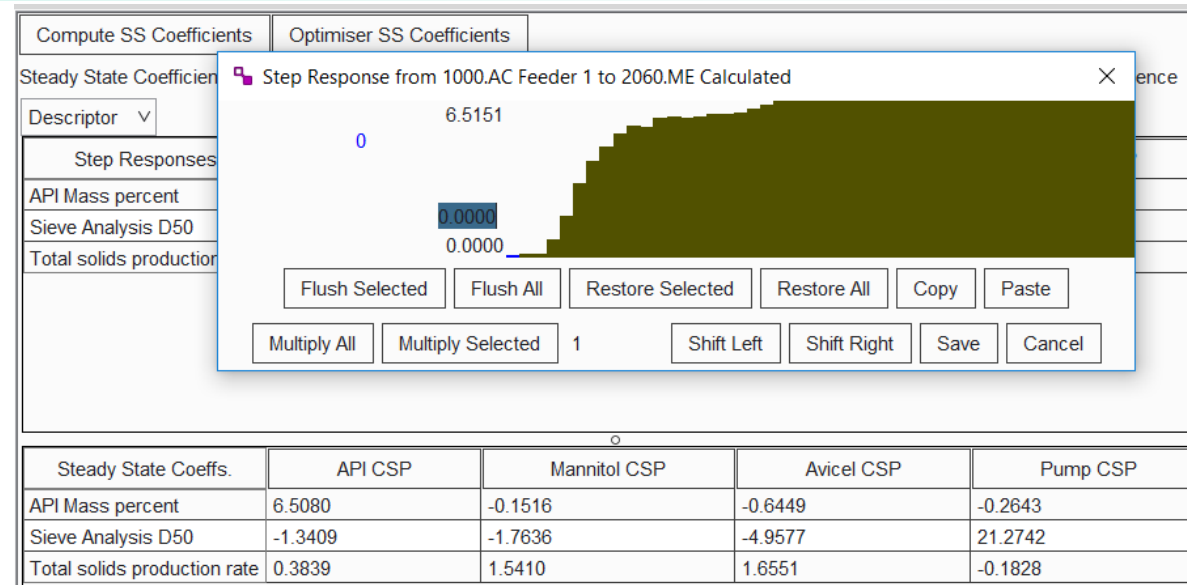 Compute SS Coefficients Optimiser SS Coefficients
Steady State Coefficien ence
Step Response from 1000.AC Feeder 1 to 2060.ME Calculated
Descriptor
6.5151
0
Step Responses
API Mass percent
0.0000
Sieve Analysis D50
0.0000
Total solids production
Flush Selected Flush All Restore Selected Restore All Copy Paste
Multiply All Multiply Selected 1 Shift Left Shift Right Save Cancel
Steady State Coeffs. API CSP Mannitol CSP Avicel CSP Pump CSP
API Mass percent 6.5080 -0.1516 -0.6449 -0.2643
Sieve Analysis D50 -1.3409 -1.7636 -4.9577 21.2742
Total solids production rate 0.3839 1.5410 1.6551 -0.1828